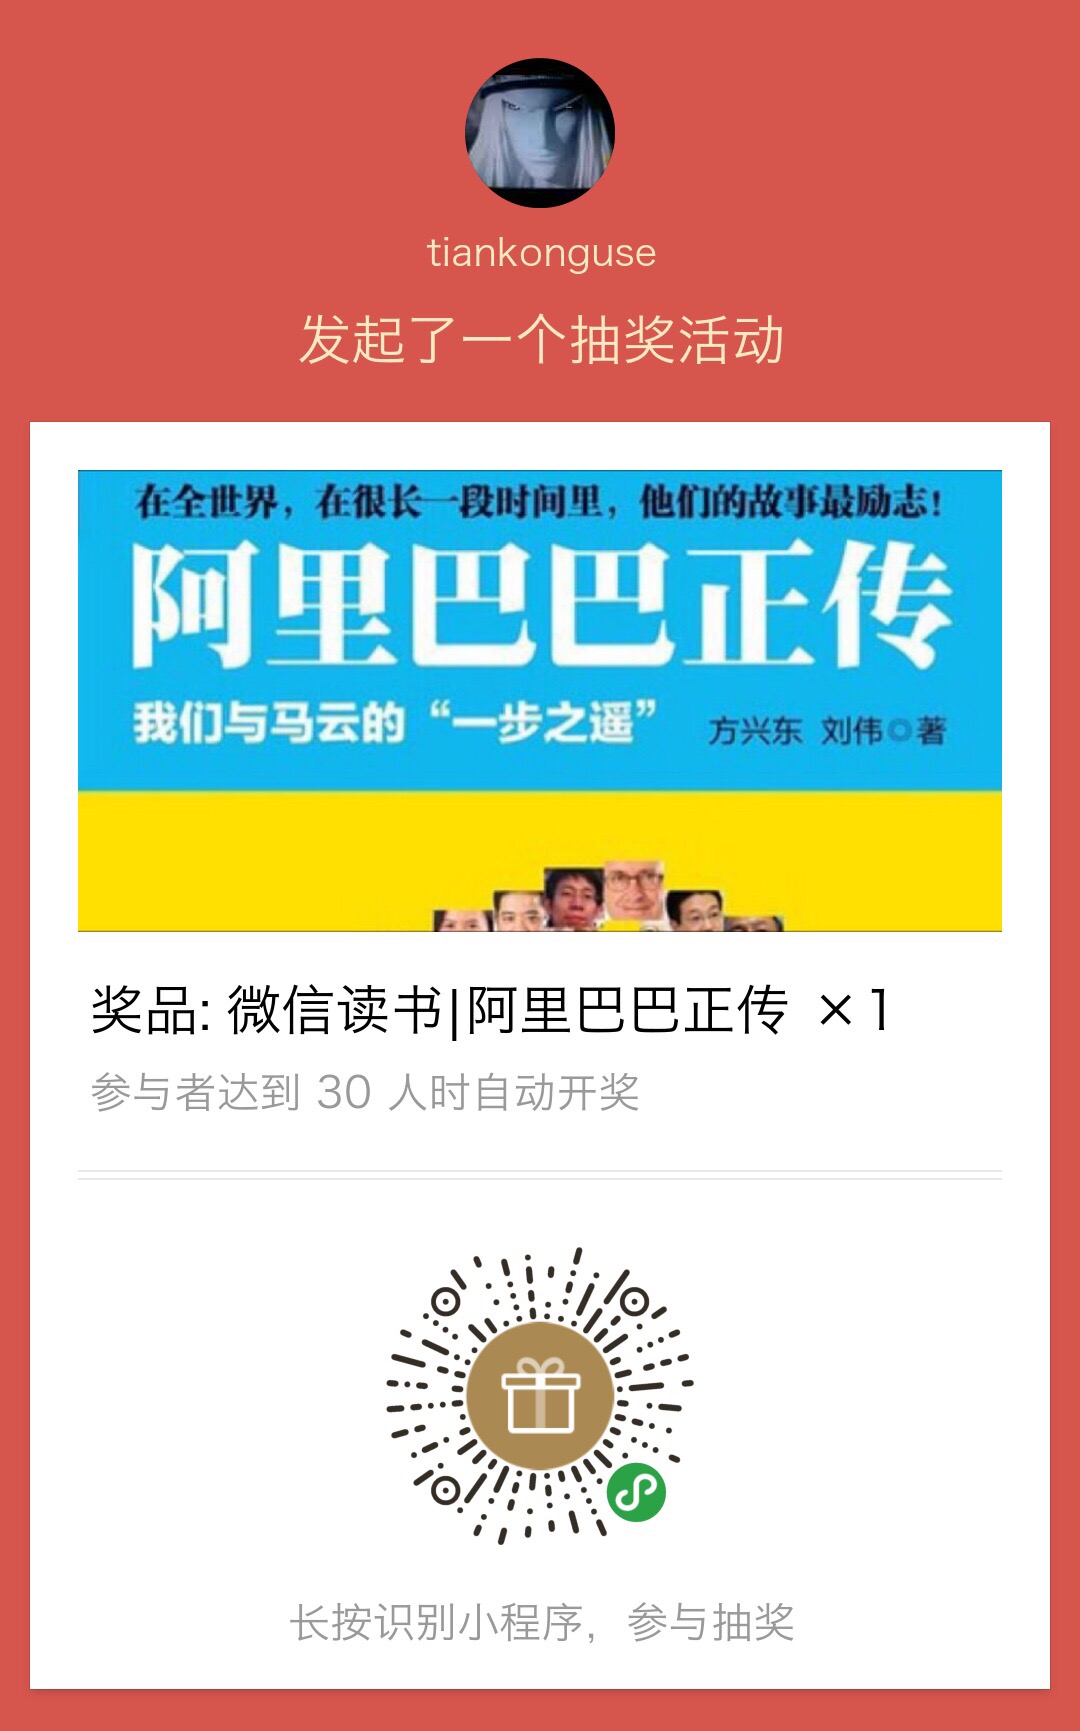 tiankonguse
发起了一个抽奖活动
在全世界，在很长一段时间里，他们的故事最励志！
阿里巴巴正传
我们与马云的“一步之遥” 方兴东 刘伟◎著
奖品: 微信读书|阿里巴巴正传 ×1
参与者达到 30 人时自动开奖
长按识别小程序，参与抽奖